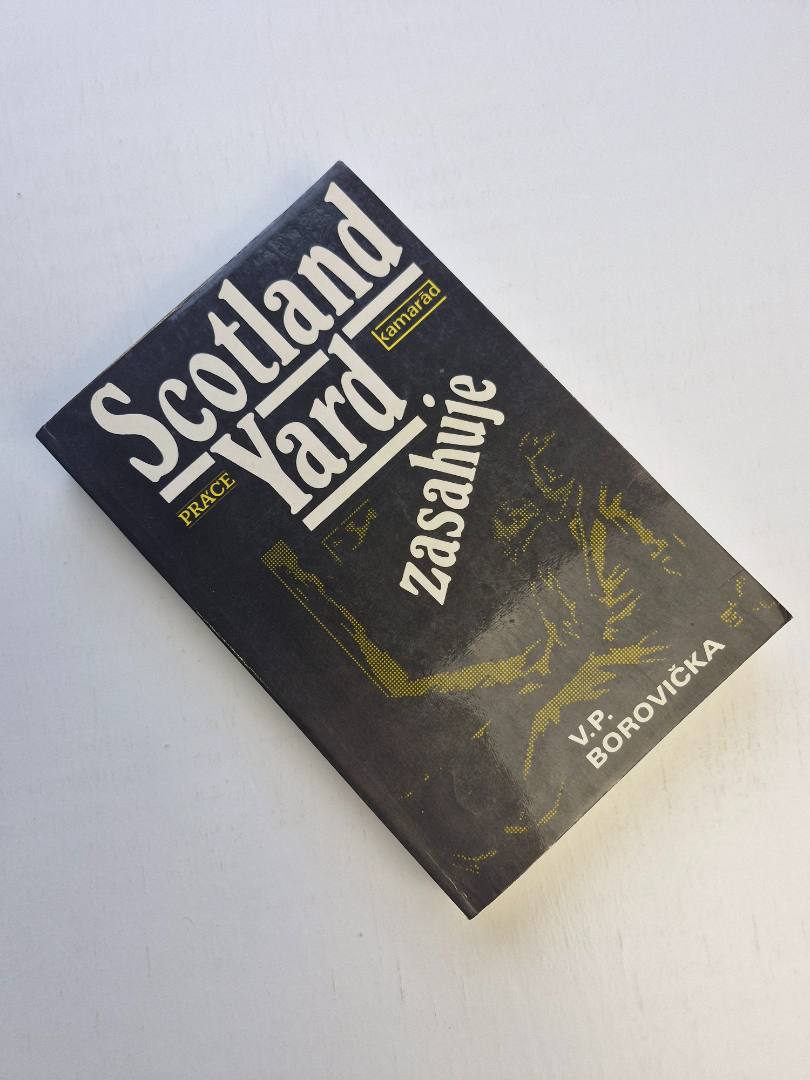 Scotland
Yard
kamarád
PRÁCE
zasahuje
V.P.
BOROVIČKA